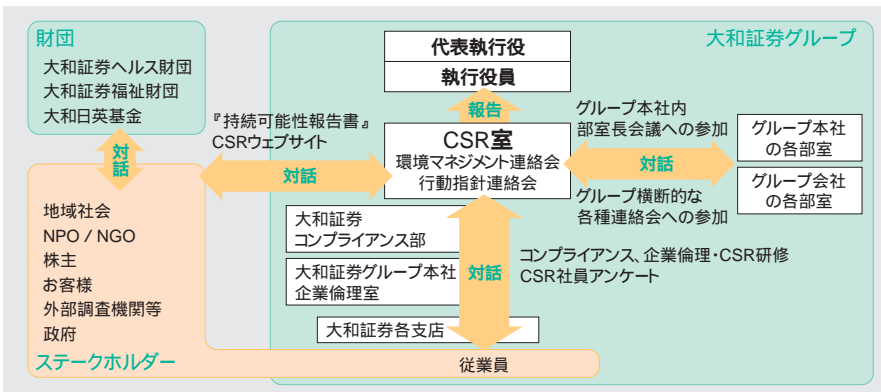 財団
大和証券ヘルス財団
大和証券福祉財団
大和日英基金
対話
地域社会
NPO / NGO
株主
お客様
外部調査機関等
政府
ステークホルダー
『持続可能性報告書』
CSRウェブサイト
対話
大和証券グループ
代表執行役
執行役員
報告
CSR室
環境マネジメント連絡会
行動指針連絡会
グループ本社内
部室長会議への参加
対話
グループ横断的な
各種連絡会への参加
グループ本社
の各部室
グループ会社
の各部室
大和証券
コンプライアンス部
大和証券グループ本社
企業倫理室
大和証券各支店
対話
コンプライアンス、企業倫理・CSR研修
CSR社員アンケート
従業員